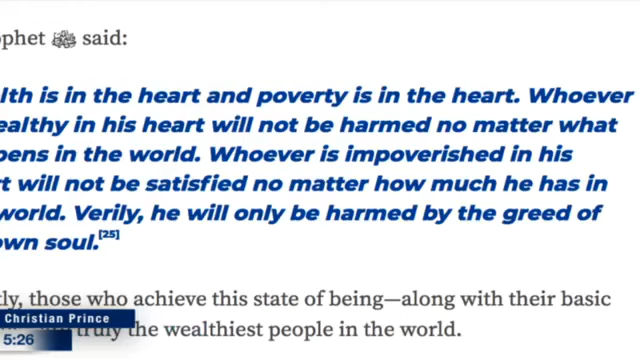 ophet ﷺ said:
lth is in the heart and poverty is in the heart. Whoever
ealthy in his heart will not be harmed no matter what
pens in the world. Whoever is impoverished in his
t will not be satisfied no matter how much he has in
world. Verily, he will only be harmed by the greed of
own soul.[25]
tly, those who achieve this state of being—along with their basic
truly the wealthiest people in the world.
Christian Prince
5:26